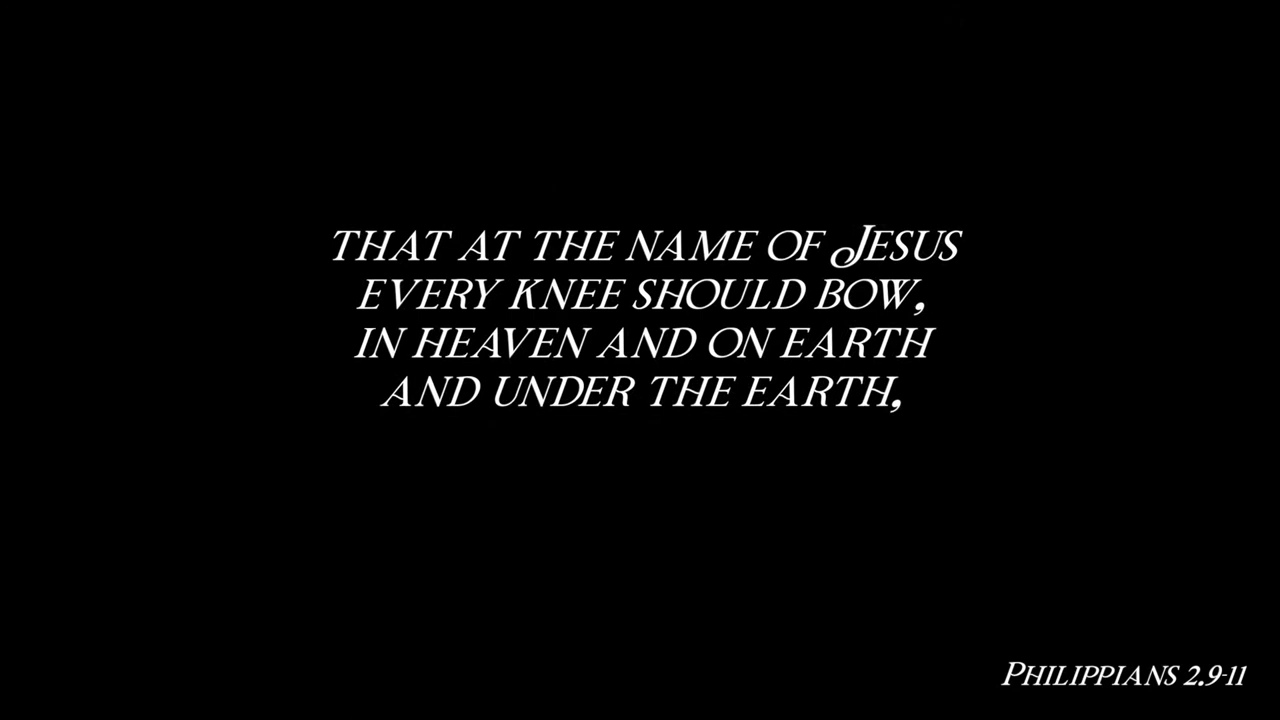 that at the name of Jesus
every knee should bow,
in heaven and on earth
and under the earth,
Philippians 2.9-11